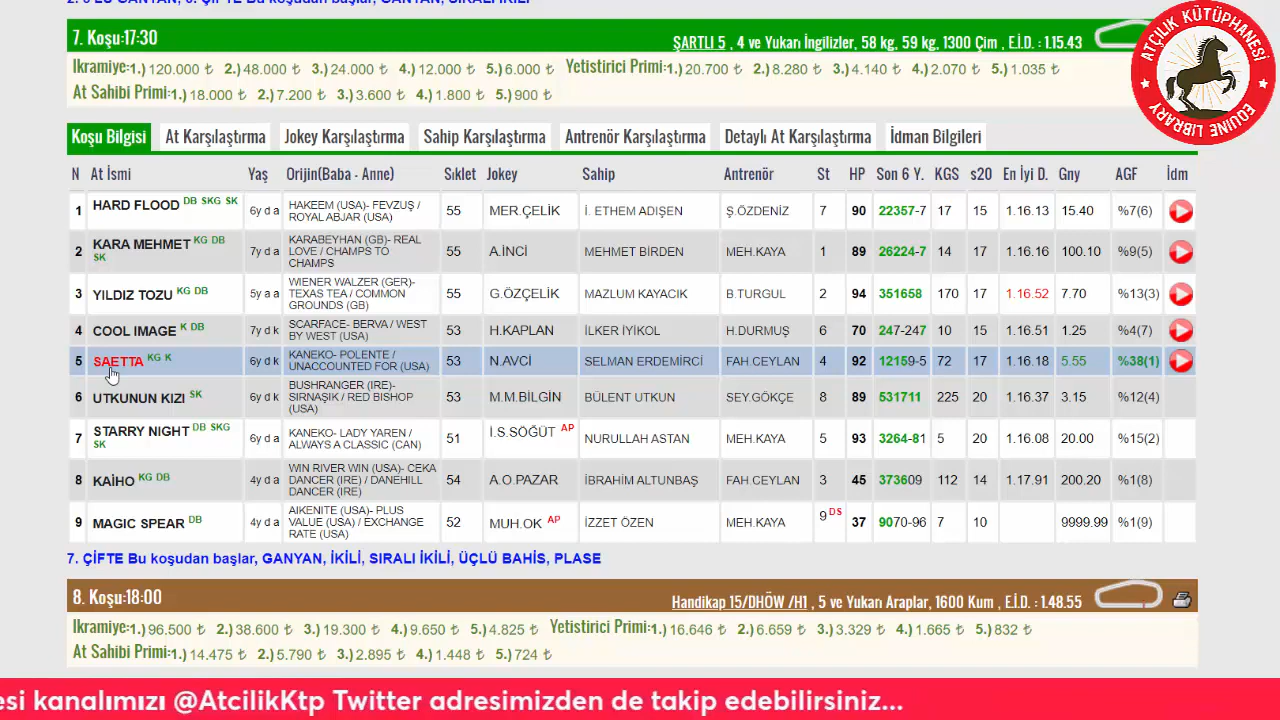 7. Koşu:17:30
ŞARTLI 5 , 4 ve Yukarı İngilizler, 58 kg, 59 kg, 1300 Çim , E.İ.D. : 1.15.43
İkramiye:1.) 120.000 ₺ 2.) 48.000 ₺ 3.) 24.000 ₺ 4.) 12.000 ₺ 5.) 6.000 ₺ Yetistirici Primi:1.) 20.700 ₺ 2.) 8.280 ₺ 3.) 4.140 ₺ 4.) 2.070 ₺ 5.) 1.035 ₺
At Sahibi Primi:1.) 18.000 ₺ 2.) 7.200 ₺ 3.) 3.600 ₺ 4.) 1.800 ₺ 5.) 900 ₺
ATÇILIK KÜTÜPHANESİ
EQUINE LIBRARY
Koşu Bilgisi At Karşılaştırma Jokey Karşılaştırma Sahip Karşılaştırma Antrenör Karşılaştırma Detaylı At Karşılaştırma İdman Bilgileri
N At İsmi Yaş Orijin(Baba - Anne) Sıklet Jokey Sahip Antrenör St HP Son 6 Y. KGS s20 En İyi D. Gny AGF İdm
1 HARD FLOOD DB SKG SK 6y d a HAKEEM (USA)- FEVZUŞ / ROYAL ABJAR (USA) 55 MER.ÇELİK İ. ETHEM ADIŞEN Ş.ÖZDENİZ 7 90 22357-7 17 15 1.16.13 15.40 %7(6)
2 KARA MEHMET KG DB SK 7y d a KARABEYHAN (GB)- REAL LOVE / CHAMPS TO CHAMPS 55 A.İNCİ MEHMET BİRDEN MEH.KAYA 1 89 26224-7 14 17 1.16.16 100.10 %9(5)
3 YILDIZ TOZU KG DB 5y a a WIENER WALZER (GER)- TEXAS TEA / COMMON GROUNDS (GB) 55 G.ÖZÇELİK MAZLUM KAYACIK B.TURGUL 2 94 351658 170 17 1.16.52 7.70 %13(3)
4 COOL IMAGE K DB 7y d k SCARFACE- BERVA / WEST BY WEST (USA) 53 H.KAPLAN İLKER İYİKOL H.DURMUŞ 6 70 247-247 10 15 1.16.51 1.25 %4(7)
5 SAETTA KG K 6y d k KANEKO- POLENTE / UNACCOUNTED FOR (USA) 53 N.AVCİ SELMAN ERDEMİRCİ FAH.CEYLAN 4 92 12159-5 72 17 1.16.18 5.55 %38(1)
6 UTKUNUN KIZI SK 6y d k BUSHRANGER (IRE)- SIRNAŞIK / RED BISHOP (USA) 53 M.M.BİLGİN BÜLENT UTKUN SEY.GÖKÇE 8 89 531711 225 20 1.16.37 3.15 %12(4)
7 STARRY NIGHT DB SKG SK 6y d a KANEKO- LADY YAREN / ALWAYS A CLASSIC (CAN) 51 İ.S.SÖĞÜT AP NURULLAH ASTAN MEH.KAYA 5 93 3264-81 5 20 1.16.08 20.00 %15(2)
8 KAİHO KG DB 6y d a WIN RIVER WIN (USA)- CEKA DANCER (IRE) / DANEHILL DANCER (IRE) 54 A.O.PAZAR İBRAHİM ALTUNBAŞ FAH.CEYLAN 3 45 373609 112 14 1.17.91 200.20 %1(8)
9 MAGIC SPEAR DB 4y d a AIKENITE (USA)- PLUS VALUE (USA) / EXCHANGE RATE (USA) 52 MUH.OK AP İZZET ÖZEN MEH.KAYA 9 DS 37 9070-96 7 10 9999.99 %1(9)
7. ÇİFTE Bu koşudan başlar, GANYAN, İKİLİ, SIRALI İKİLİ, ÜÇLÜ BAHİS, PLASE
8. Koşu:18:00
Handikap 15/DHÖW /H1 , 5 ve Yukarı Araplar, 1600 Kum , E.İ.D. : 1.48.55
İkramiye:1.) 96.500 ₺ 2.) 38.600 ₺ 3.) 19.300 ₺ 4.) 9.650 ₺ 5.) 4.825 ₺ Yetistirici Primi:1.) 16.646 ₺ 2.) 6.659 ₺ 3.) 3.329 ₺ 4.) 1.665 ₺ 5.) 832 ₺
At Sahibi Primi:1.) 14.475 ₺ 2.) 5.790 ₺ 3.) 2.895 ₺ 4.) 1.448 ₺ 5.) 724 ₺
esi kanalımızı @AtcilikKtp Twitter adresimizden de takip edebilirsiniz...